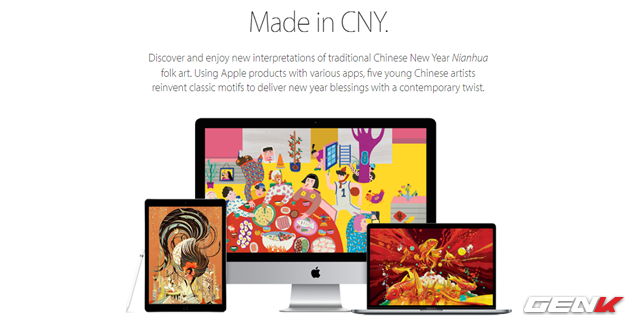 Made in CNY.
Discover and enjoy new interpretations of traditional Chinese New Year Nianhua
folk art. Using Apple products with various apps, five young Chinese artists
reinvent classic motifs to deliver new year blessings with a contemporary twist.
1
GENK